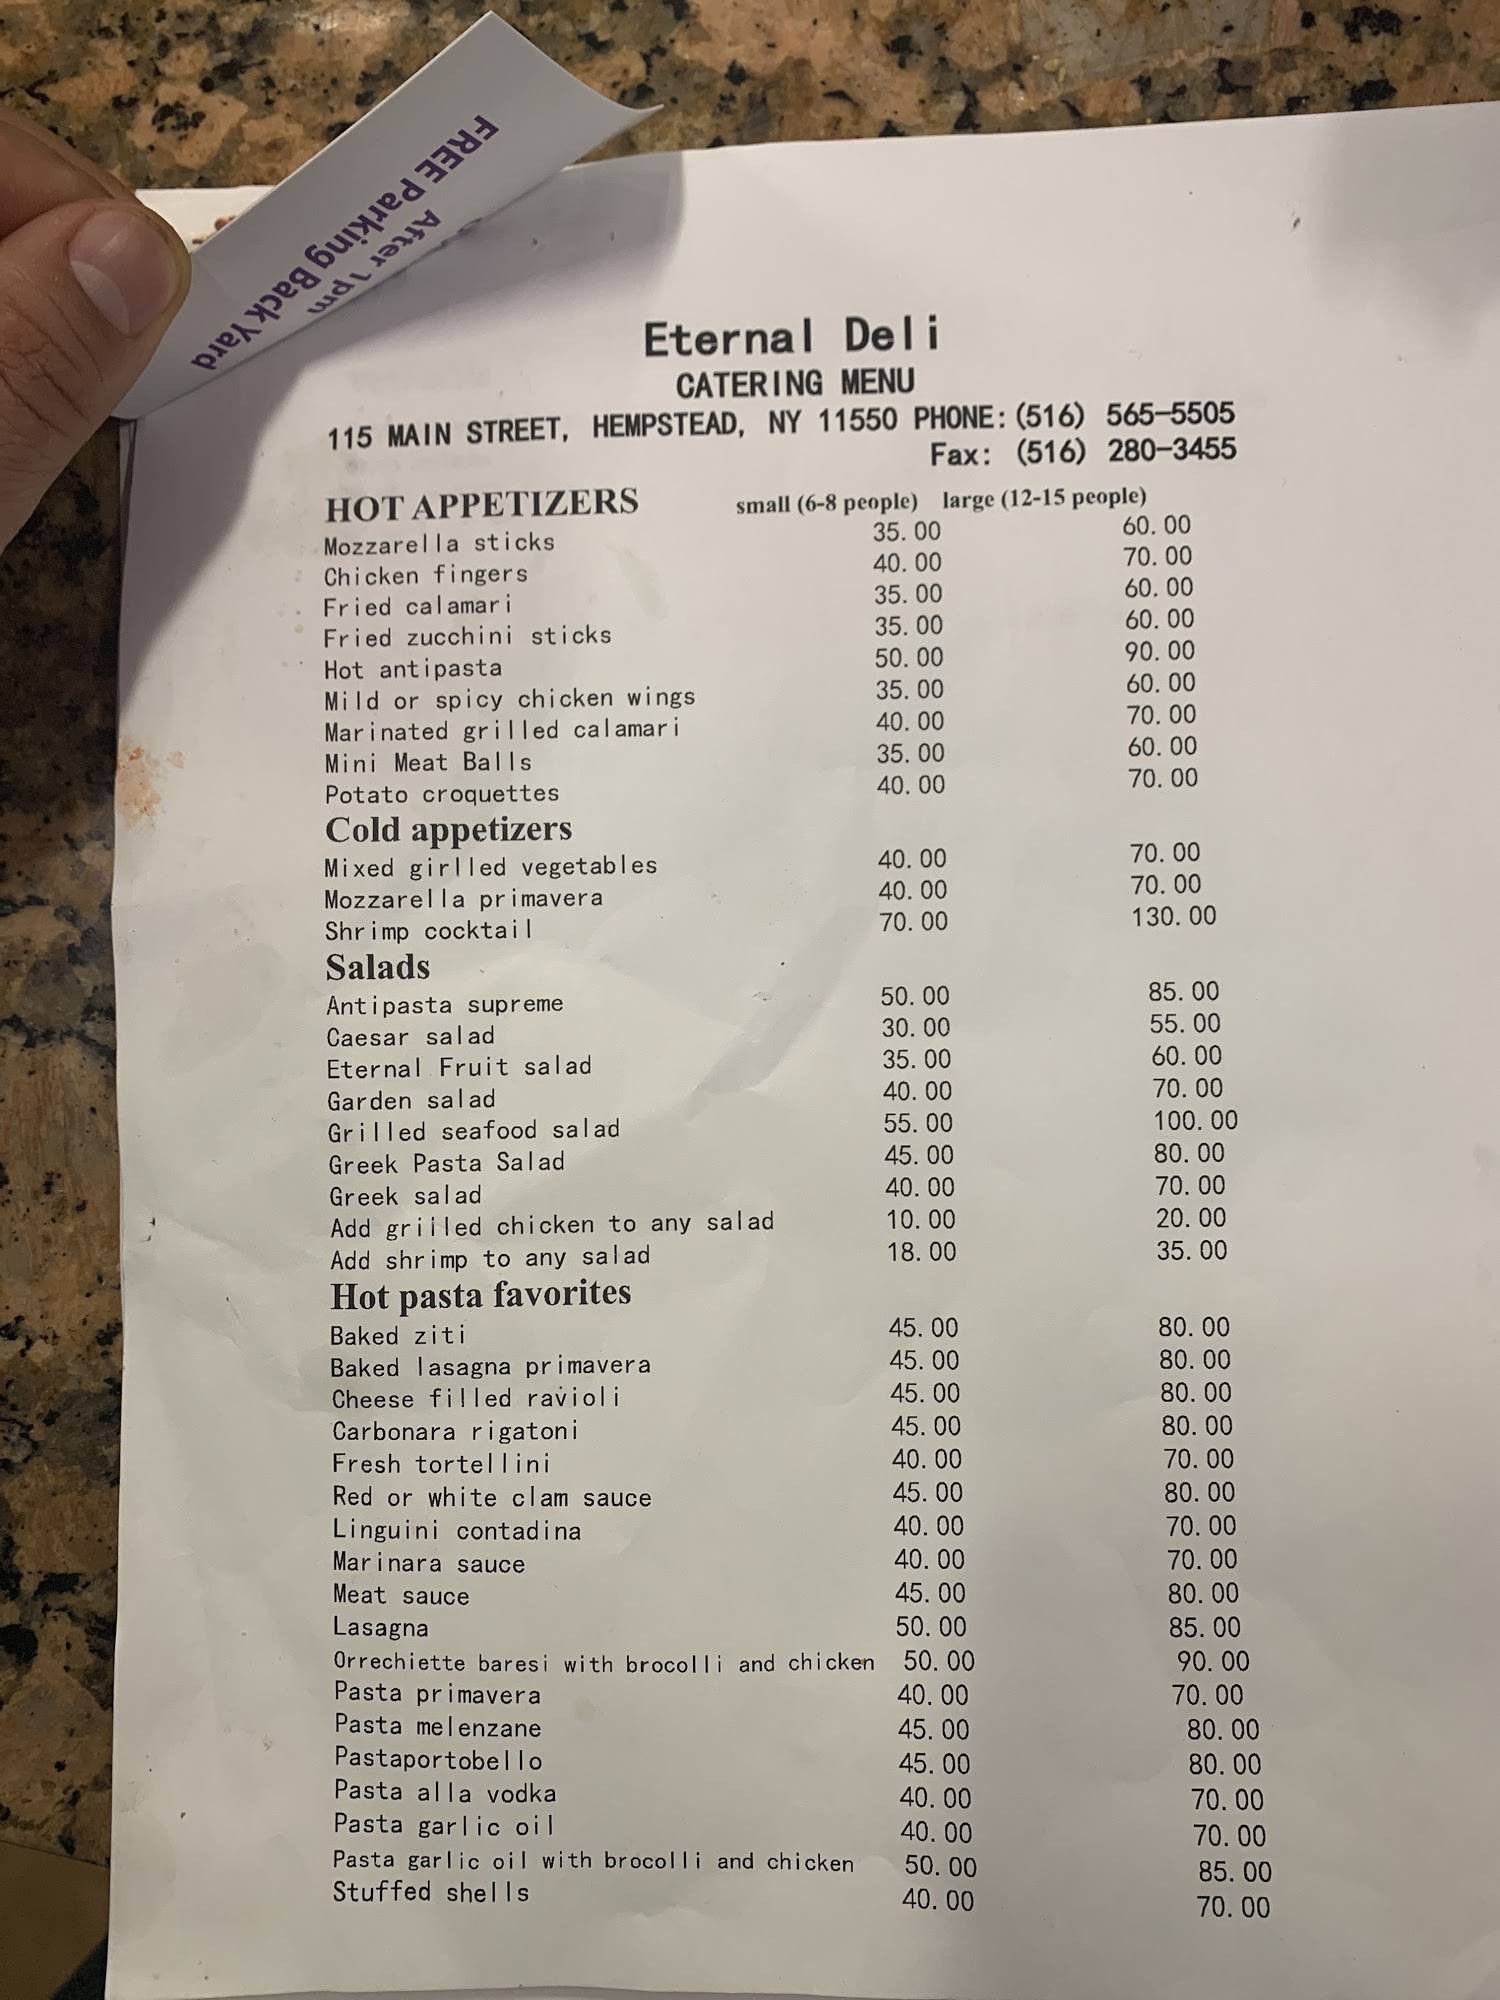 FREE Parking Back Yard
After 7pm
Eternal Deli
CATERING MENU
115 MAIN STREET, HEMPSTEAD, NY 11550 PHONE: (516) 565-5505
Fax: (516) 280-3455
HOT APPETIZERS small (6-8 people) large (12-15 people)
Mozzarella sticks 35.00 60.00
Chicken fingers 40.00 70.00
Fried calamari 35.00 60.00
Fried zucchini sticks 35.00 60.00
Hot antipasta 50.00 90.00
Mild or spicy chicken wings 35.00 60.00
Marinated grilled calamari 40.00 70.00
Mini Meat Balls 35.00 60.00
Potato croquettes 40.00 70.00
Cold appetizers
Mixed girlled vegetables 40.00 70.00
Mozzarella primavera 40.00 70.00
Shrimp cocktail 70.00 130.00
Salads
Antipasta supreme 50.00 85.00
Caesar salad 30.00 55.00
Eternal Fruit salad 35.00 60.00
Garden salad 40.00 70.00
Grilled seafood salad 55.00 100.00
Greek Pasta Salad 45.00 80.00
Greek salad 40.00 70.00
Add grilled chicken to any salad 10.00 20.00
Add shrimp to any salad 18.00 35.00
Hot pasta favorites
Baked ziti 45.00 80.00
Baked lasagna primavera 45.00 80.00
Cheese filled ravioli 45.00 80.00
Carbonara rigatoni 45.00 80.00
Fresh tortellini 40.00 70.00
Red or white clam sauce 45.00 80.00
Linguini contadina 40.00 70.00
Marinara sauce 40.00 70.00
Meat sauce 45.00 80.00
Lasagna 50.00 85.00
Orrechiette baresi with brocolli and chicken 50.00 90.00
Pasta primavera 40.00 70.00
Pasta melenzane 45.00 80.00
Pastaportobello 45.00 80.00
Pasta alla vodka 40.00 70.00
Pasta garlic oil 40.00 70.00
Pasta garlic oil with brocolli and chicken 50.00 85.00
Stuffed shells 40.00 70.00